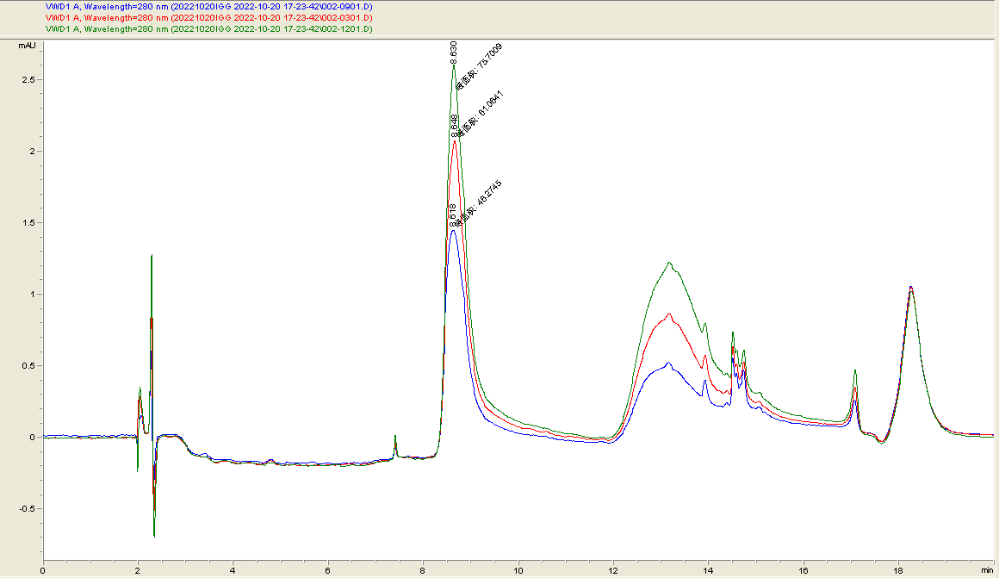 VWD1 A, Wavelength=280 nm (20221020IGG 2022-10-20 17-23-42\002-0901.D)
VWD1 A, Wavelength=280 nm (20221020IGG 2022-10-20 17-23-42\002-0301.D)
VWD1 A, Wavelength=280 nm (20221020IGG 2022-10-20 17-23-42\002-1201.D)
mAU
8.630
峰面积: 75.7009
8.648
峰面积: 61.0641
8.618
峰面积: 46.2745
2.5
2
1.5
1
0.5
0
-0.5
0 2 4 6 8 10 12 14 16 18 min